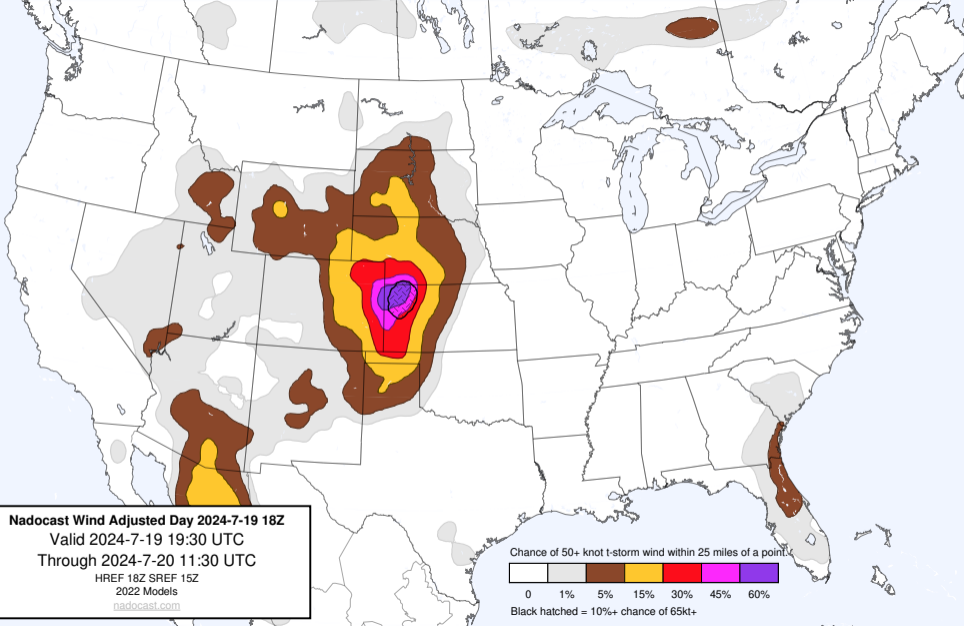 Nadocast Wind Adjusted Day 2024-7-19 18Z
Valid 2024-7-19 19:30 UTC
Through 2024-7-20 11:30 UTC
HREF 18Z SREF 15Z
2022 Models
nadocast.com
Chance of 50+ knot t-storm wind within 25 miles of a point.
0 1% 5% 15% 30% 45% 60%
Black hatched = 10%+ chance of 65kt+